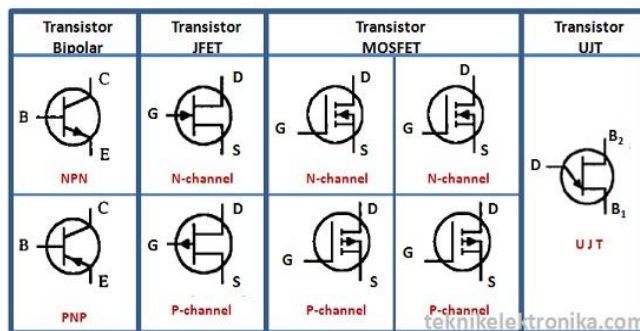 Transistor Bipolar
Transistor JFET
Transistor MOSFET
Transistor UJT
C
B
E
NPN
D
G
S
N-channel
D
G
S
N-channel
D
G
S
N-channel
B2
D
B1
UJT
C
B
E
PNP
D
G
S
P-channel
D
G
S
P-channel
D
G
S
P-channel
teknikelektronika.com